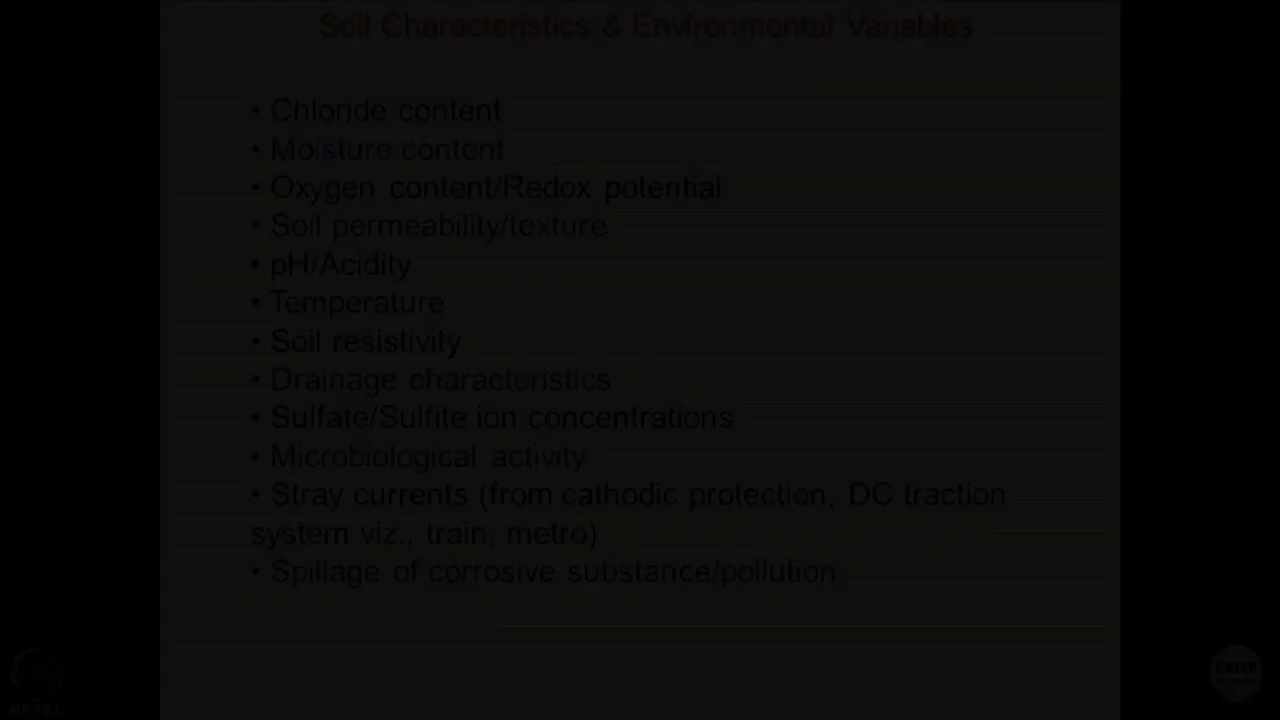 Soil Characteristics & Environmental Variables
• Chloride content
• Moisture content
• Oxygen content/Redox potential
• Soil permeability/texture
• pH/Acidity
• Temperature
• Soil resistivity
• Drainage characteristics
• Sulfate/Sulfite ion concentrations
• Microbiological activity
• Stray currents (from cathodic protection, DC traction
system viz., train, metro)
• Spillage of corrosive substance/pollution
NPTEL